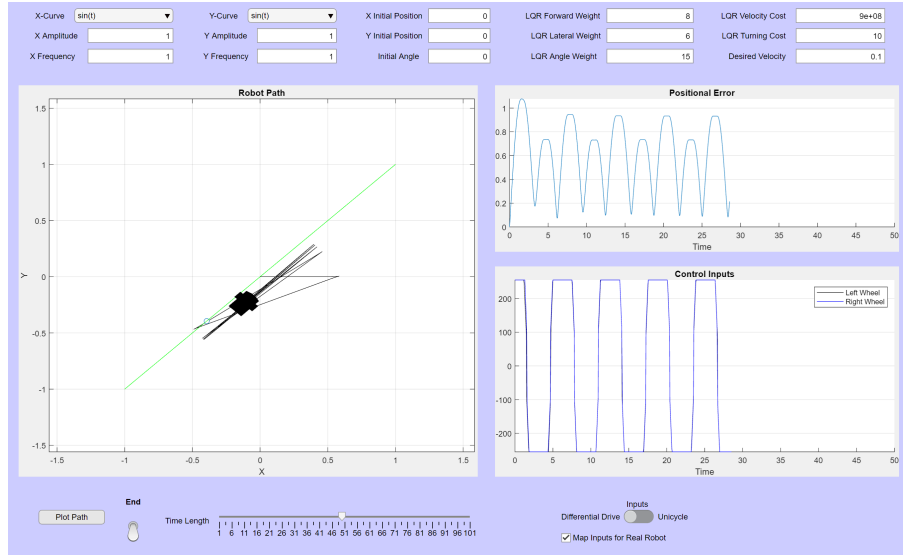 X-Curve sin(t) Y-Curve sin(t) X Initial Position 0 LQR Forward Weight 8 LQR Velocity Cost 9e+08
X Amplitude 1 Y Amplitude 1 Y Initial Position 0 LQR Lateral Weight 6 LQR Turning Cost 10
X Frequency 1 Y Frequency 1 Initial Angle 0 LQR Angle Weight 15 Desired Velocity 0.1
Robot Path
1.5
1
0.5
0
-0.5
-1
-1.5
Y
-1.5 -1 -0.5 0 0.5 1 1.5
X
Positional Error
1
0.8
0.6
0.4
0.2
0
0 5 10 15 20 25 30 35 40 45 50
Time
Control Inputs
Left Wheel
Right Wheel
200
100
0
-100
-200
0 5 10 15 20 25 30 35 40 45 50
Time
Plot Path
End
Time Length
1 6 11 16 21 26 31 36 41 46 51 56 61 66 71 76 81 86 91 96 101
Inputs
Differential Drive Unicycle
Map Inputs for Real Robot